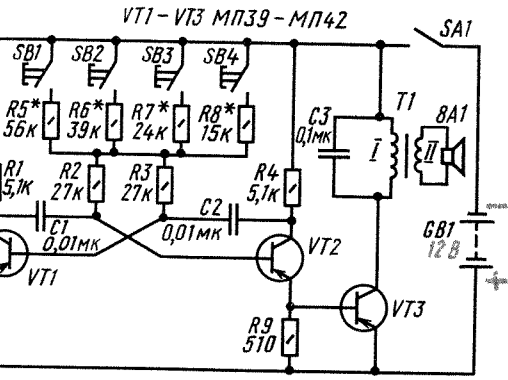 VT1-VT3 МП39-МП42
SB1
SB2
SB3
SB4
SA1
R5*
56к
R6*
39к
R7*
24к
R8*
15к
C3
0,1мк
T1
I
II
8A1
R1
5,1к
R2
27к
R3
27к
R4
5,1к
C1
0,01мк
C2
0,01мк
VT1
VT2
VT3
GB1
12 В
R9
510